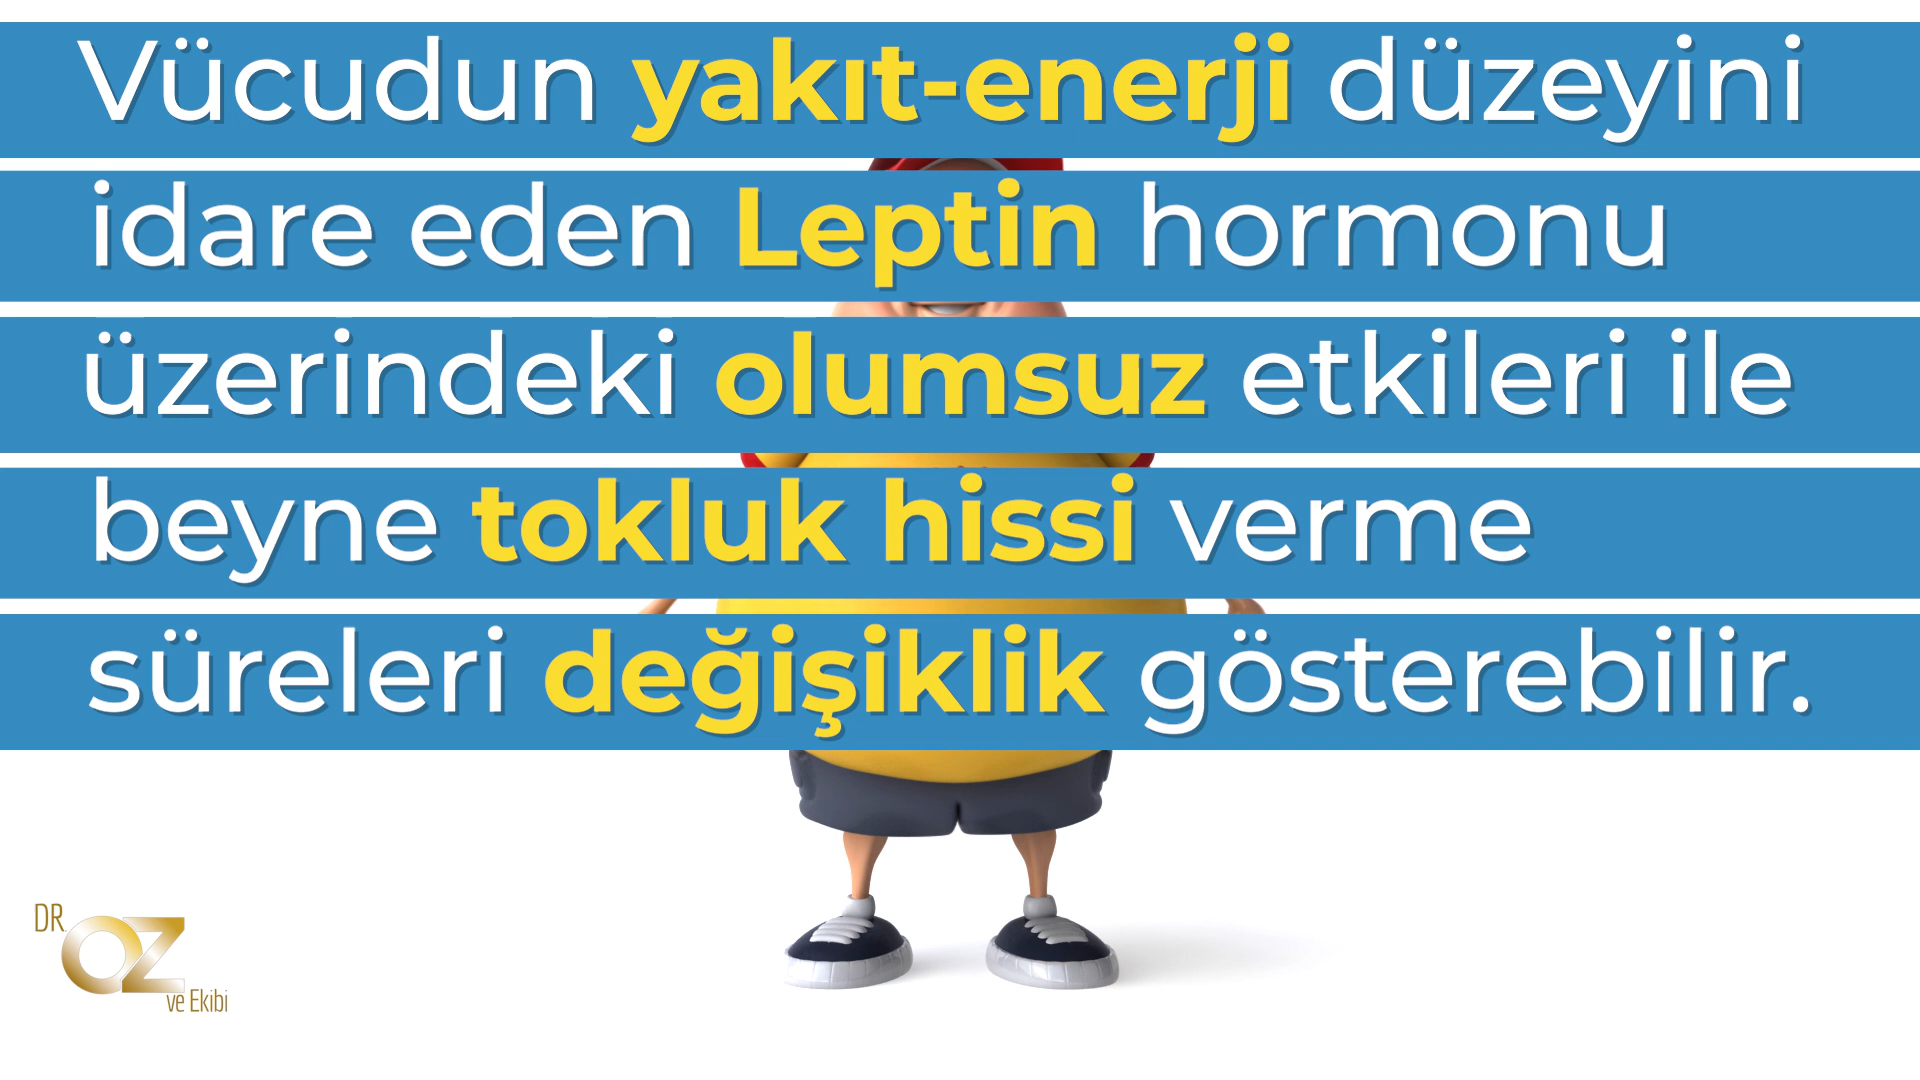 Vücudun yakıt-enerji düzeyini
idare eden Leptin hormonu
üzerindeki olumsuz etkileri ile
beyne tokluk hissi verme
süreleri değişiklik gösterebilir.
DR.
OZ
ve Ekibi